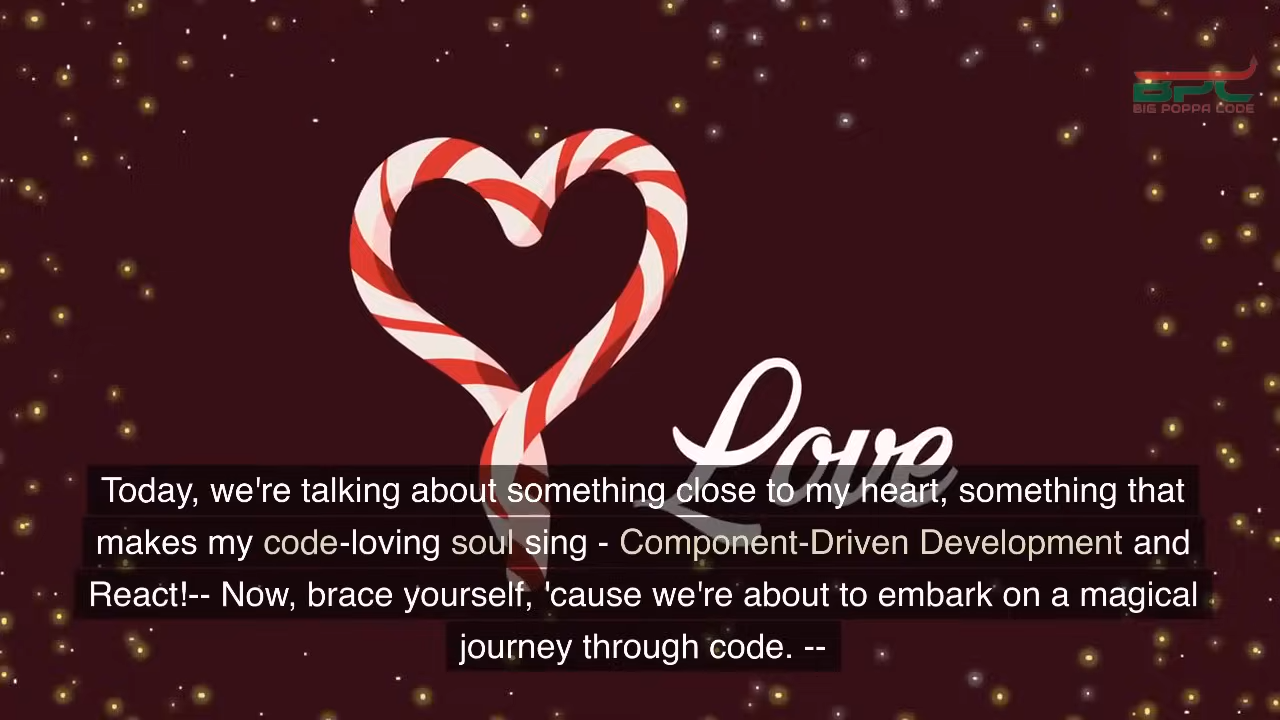 BPC
BIG POPPA CODE
Love
Today, we're talking about something close to my heart, something that
makes my code-loving soul sing - Component-Driven Development and
React!-- Now, brace yourself, 'cause we're about to embark on a magical
journey through code. --